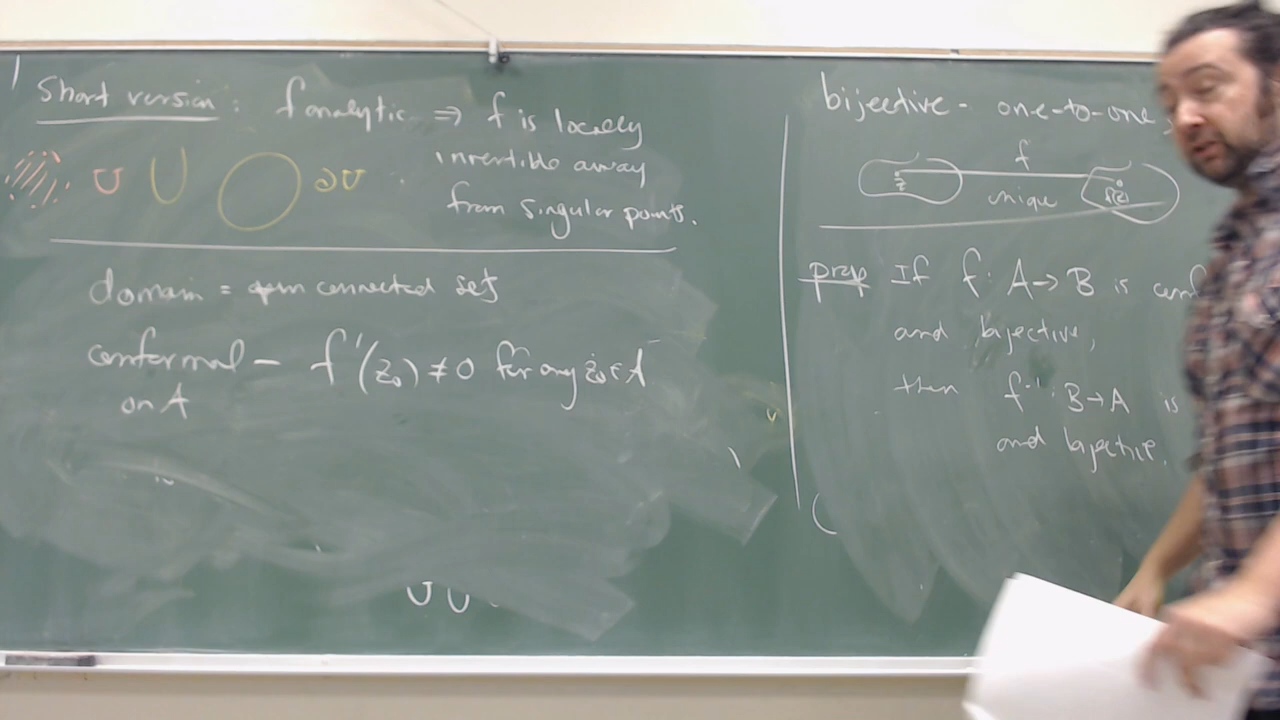 Short version: f analytic ⇒ f is locally
invertible away
from singular points.
U U ∂U
domain = open connected set
conformal – f'(z₀) ≠ 0 for any z₀ ∈ A
on A
bijective - one-to-one
f
z f(z)
unique
prop If f: A→B is conf
and bijective,
then f⁻¹: B→A is
and bijective.